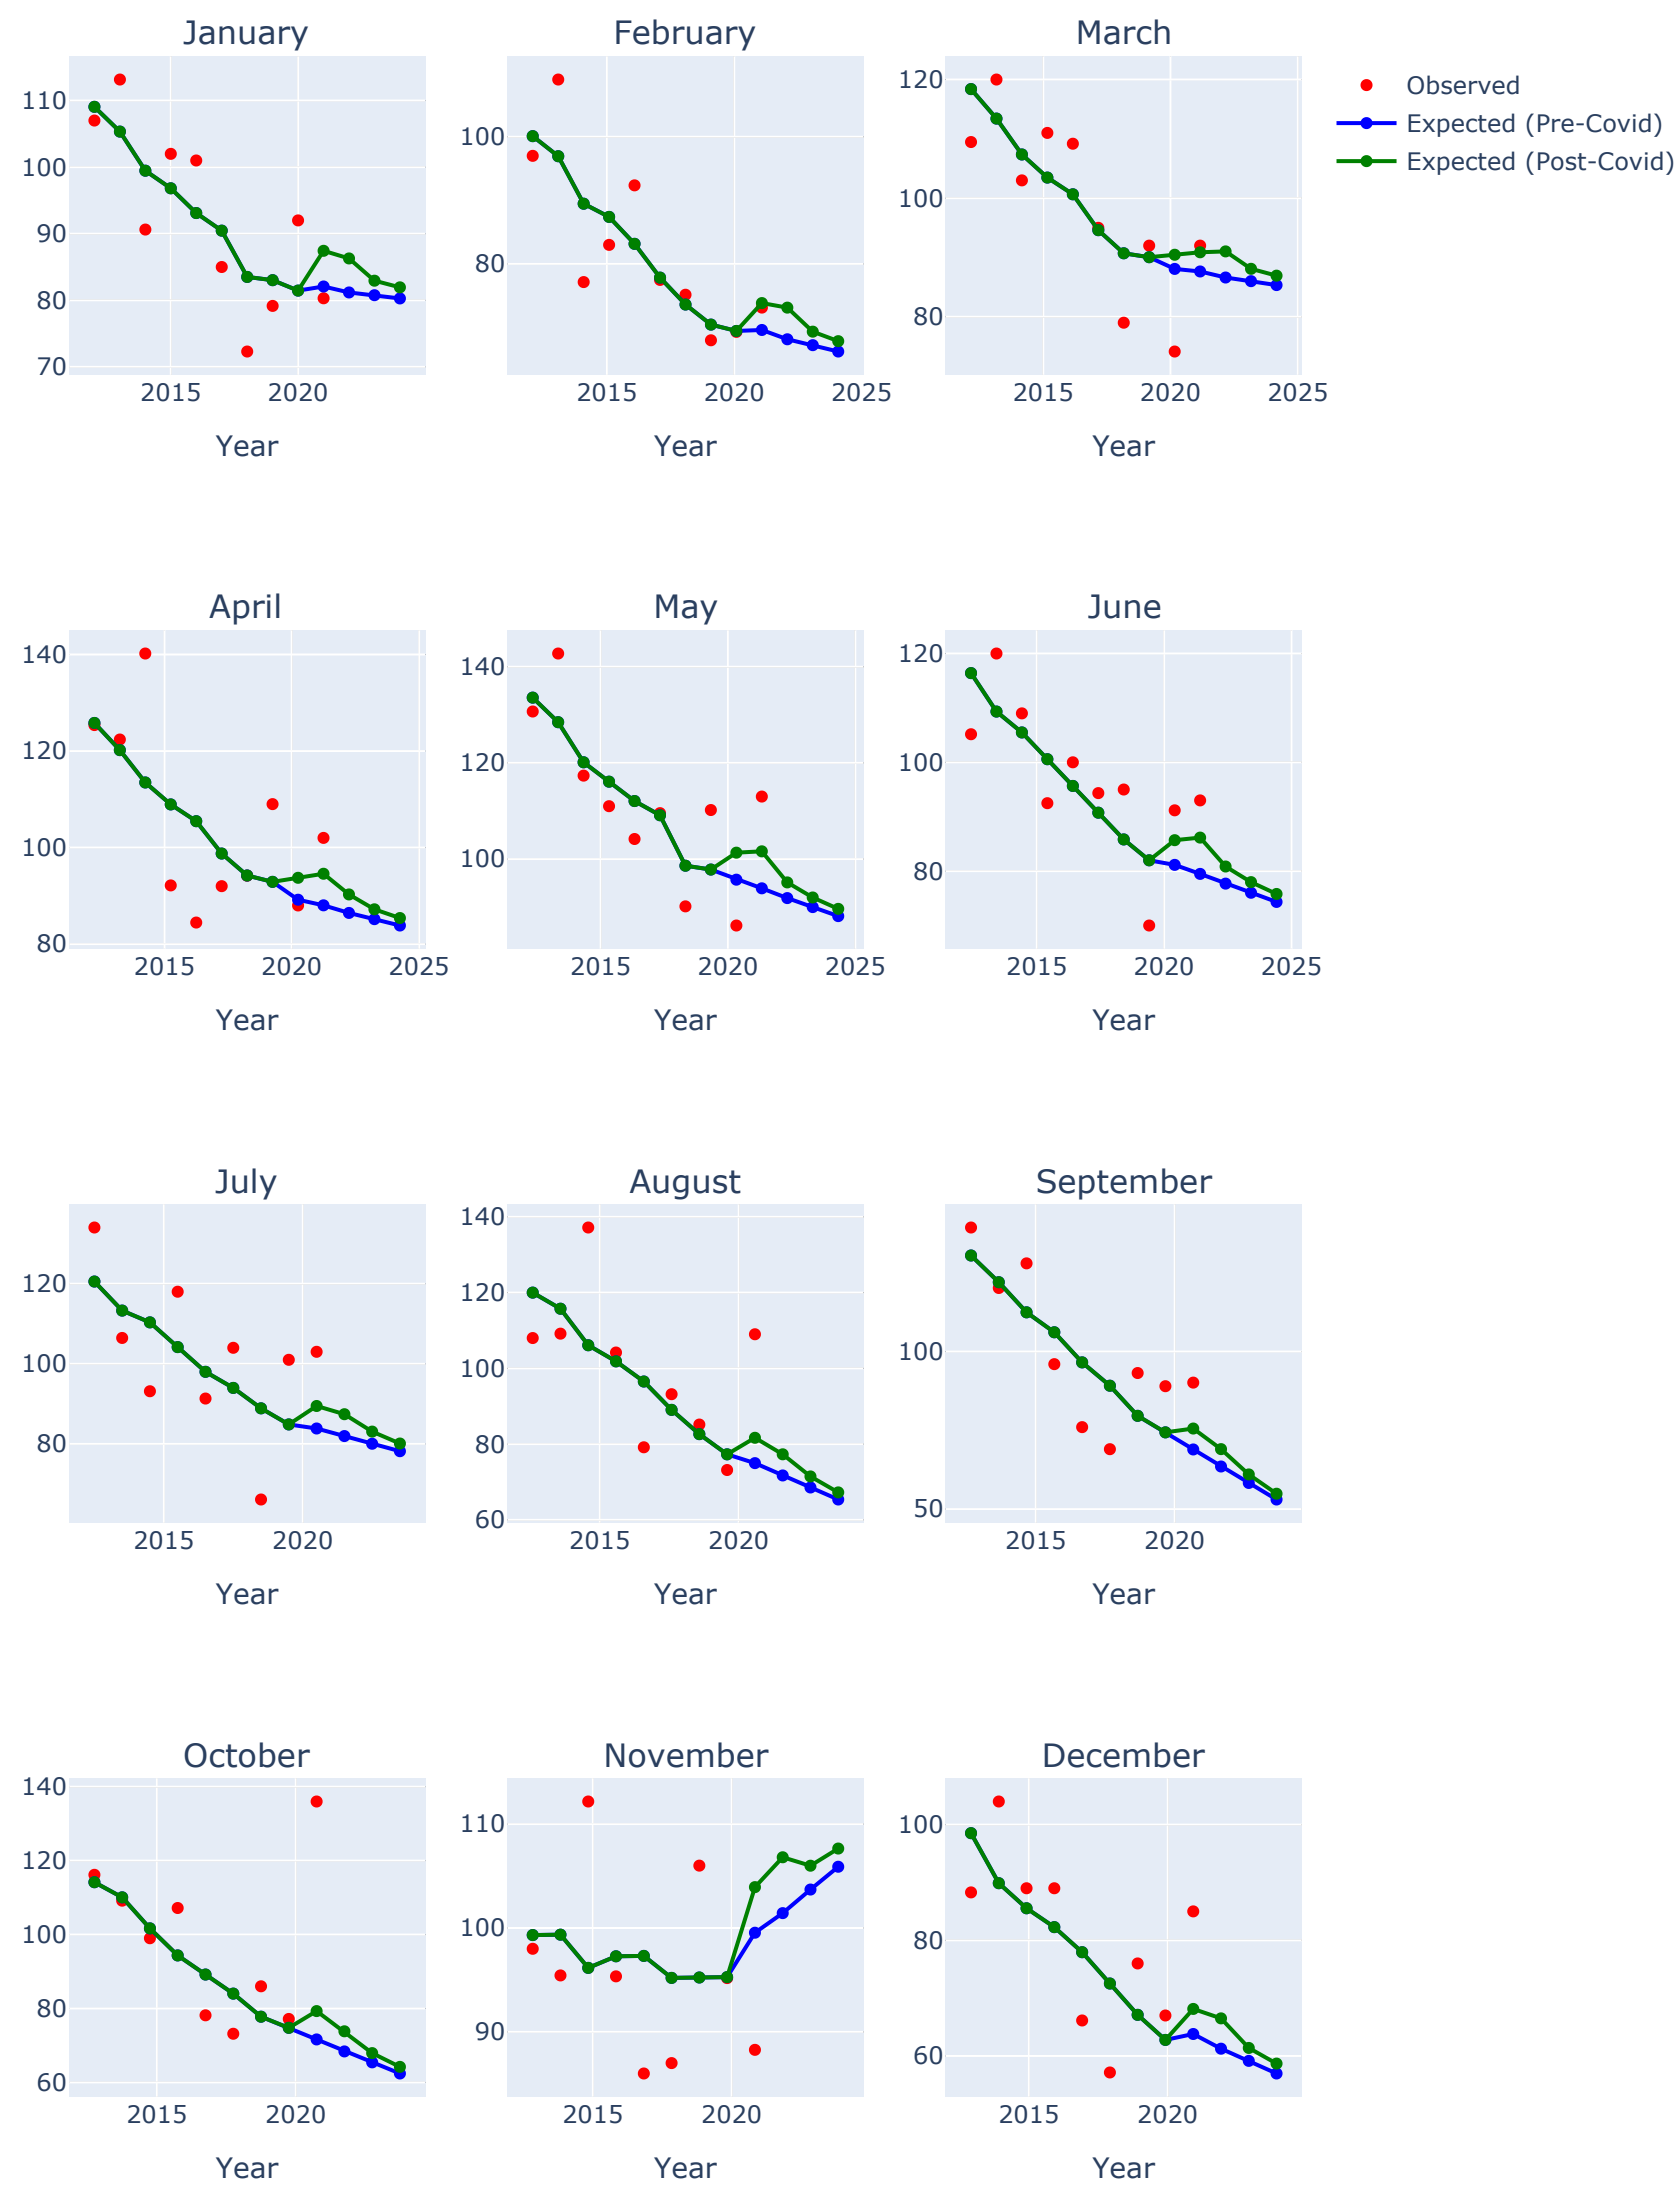 January
February
March
110
100
90
80
70
2015
2020
Year
100
80
2015
2020
2025
Year
120
100
80
2015
2020
2025
Year
Observed
Expected (Pre-Covid)
Expected (Post-Covid)
April
May
June
140
120
100
80
2015
2020
2025
Year
140
120
100
2015
2020
2025
Year
120
100
80
2015
2020
2025
Year
July
August
September
120
100
80
2015
2020
Year
140
120
100
80
60
2015
2020
Year
100
50
2015
2020
Year
October
November
December
140
120
100
80
60
2015
2020
Year
110
100
90
2015
2020
Year
100
80
60
2015
2020
Year